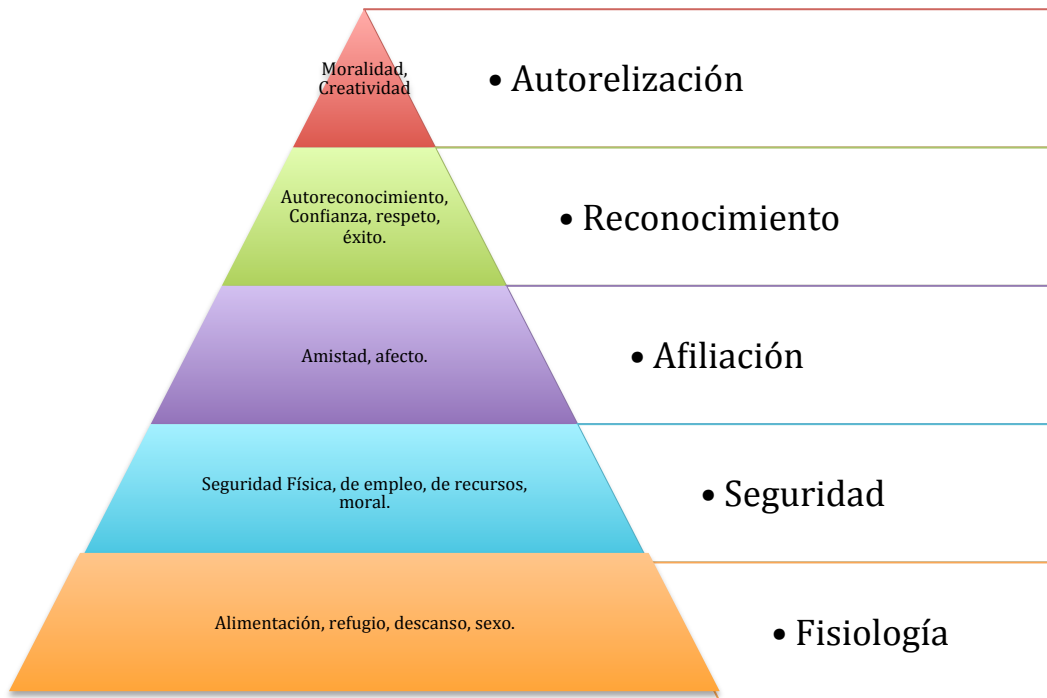 Moralidad,
Creatividad
• Autorelización
Autoreconocimiento,
Confianza, respeto,
éxito.
• Reconocimiento
Amistad, afecto.
• Afiliación
Seguridad Física, de empleo, de recursos,
moral.
• Seguridad
Alimentación, refugio, descanso, sexo.
• Fisiología